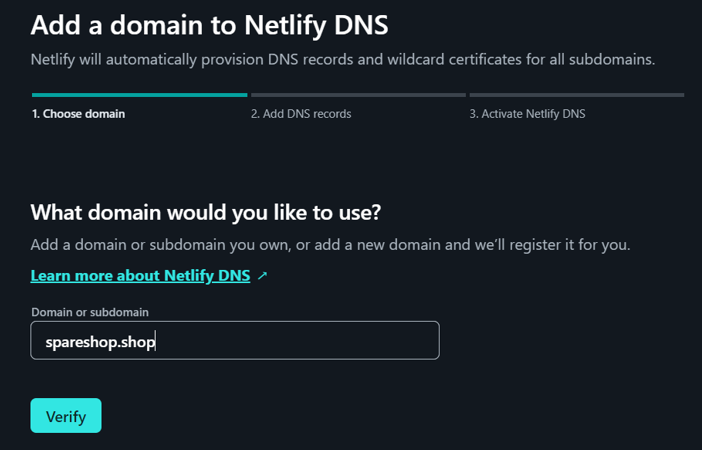 Add a domain to Netlify DNS
Netlify will automatically provision DNS records and wildcard certificates for all subdomains.
1. Choose domain
2. Add DNS records
3. Activate Netlify DNS
What domain would you like to use?
Add a domain or subdomain you own, or add a new domain and we’ll register it for you.
Learn more about Netlify DNS ↗
Domain or subdomain
spareshop.shop
Verify